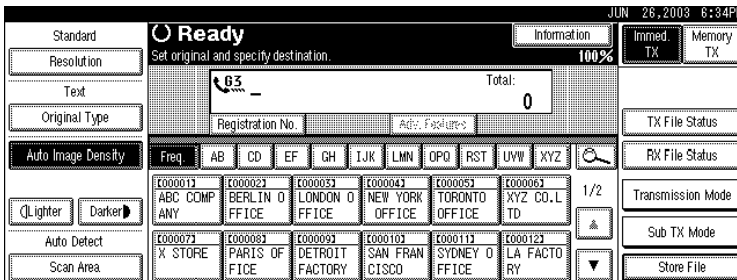 JUN 26,2003 6:34P
Standard
Resolution
Text
Original Type
Auto Image Density
Lighter Darker
Auto Detect
Scan Area
Ready
Information
Set original and specify destination.
100%
G3
Total:
0
Registration No.
Adv. Features
Freq. AB CD EF GH IJK LMN OPQ RST UVW XYZ
[00001] [00002] [00003] [00004] [00005] [00006]
ABC COMP BERLIN O LONDON O NEW YORK TORONTO XYZ CO.L
ANY FFICE FFICE OFFICE OFFICE TD
1/2
[00007] [00008] [00009] [00010] [00011] [00012]
X STORE PARIS OF DETROIT SAN FRAN SYDNEY O LA FACTO
FICE FACTORY CISCO FFICE RY
Immed. Memory
TX TX
TX File Status
RX File Status
Transmission Mode
Sub TX Mode
Store File